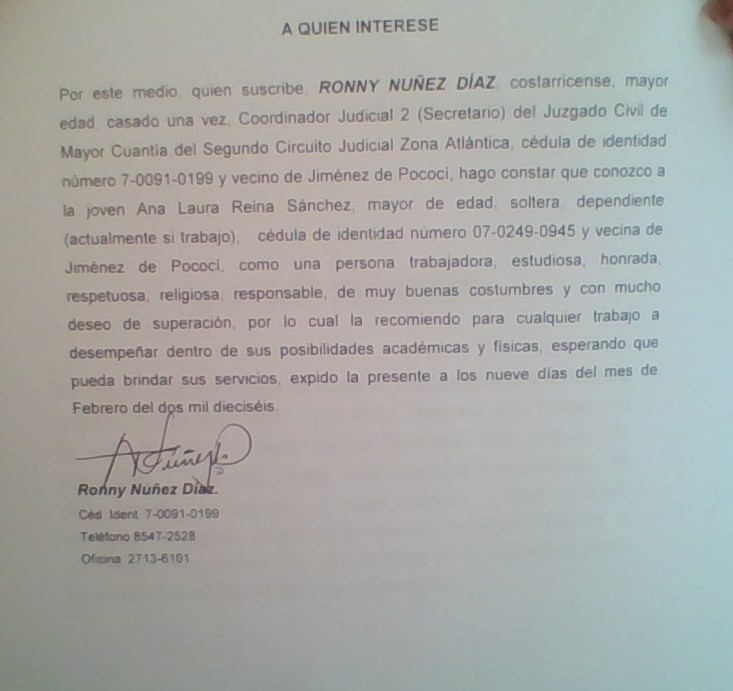 A QUIEN INTERESE
Por este medio, quien suscribe, RONNY NUÑEZ DÍAZ, costarricense, mayor
edad, casado una vez, Coordinador Judicial 2 (Secretario) del Juzgado Civil de
Mayor Cuantía del Segundo Circuito Judicial Zona Atlántica, cédula de identidad
número 7-0091-0199 y vecino de Jiménez de Pococí, hago constar que conozco a
la joven Ana Laura Reina Sánchez, mayor de edad, soltera, dependiente
(actualmente si trabajo), cédula de identidad número 07-0249-0945 y vecina de
Jiménez de Pococí, como una persona trabajadora, estudiosa, honrada,
respetuosa, religiosa, responsable, de muy buenas costumbres y con mucho
deseo de superación, por lo cual la recomiendo para cualquier trabajo a
desempeñar dentro de sus posibilidades académicas y físicas, esperando que
pueda brindar sus servicios, expido la presente a los nueve días del mes de
Febrero del dos mil dieciséis.
Ronny Núñez Díaz.
Céd. Ident. 7-0091-0199
Teléfono 8547-2528
Oficina 2713-6101